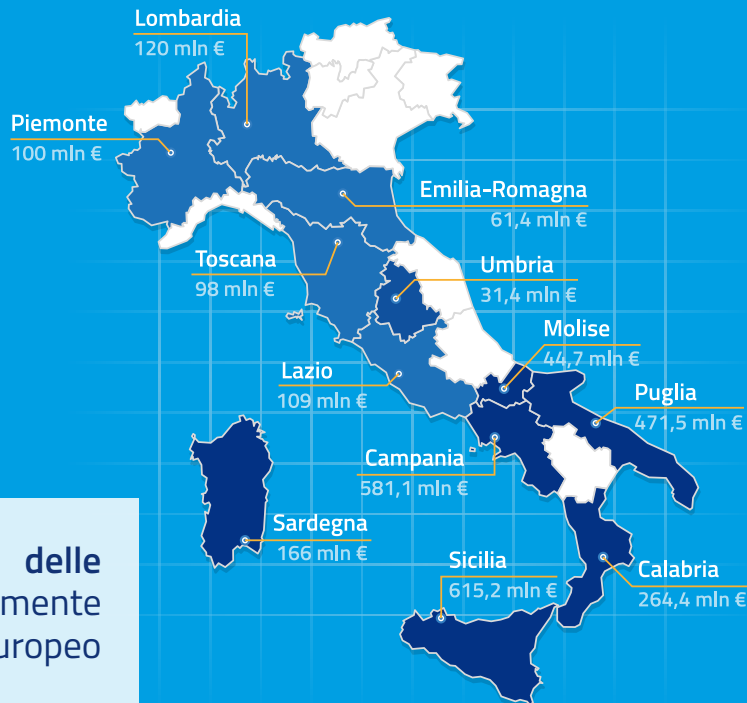 Lombardia
120 mln €
Piemonte
100 mln €
Emilia-Romagna
61,4 mln €
Toscana
98 mln €
Umbria
31,4 mln €
Molise
44,7 mln €
Lazio
109 mln €
Puglia
471,5 mln €
Campania
581,1 mln €
Sardegna
166 mln €
Sicilia
615,2 mln €
Calabria
264,4 mln €
delle